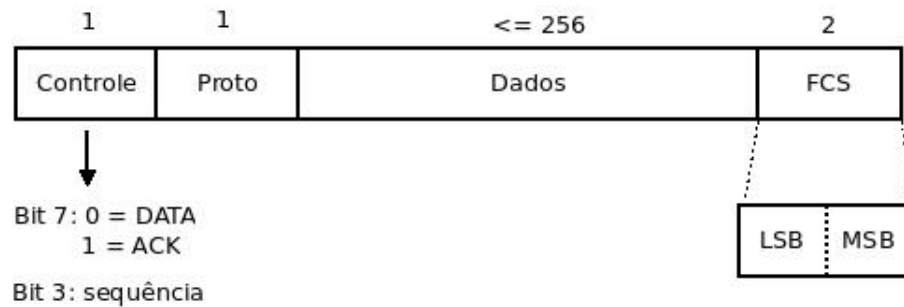 1 1 <= 256 2
Controle Proto Dados FCS
Bit 7: 0 = DATA
1 = ACK
LSB MSB
Bit 3: sequência